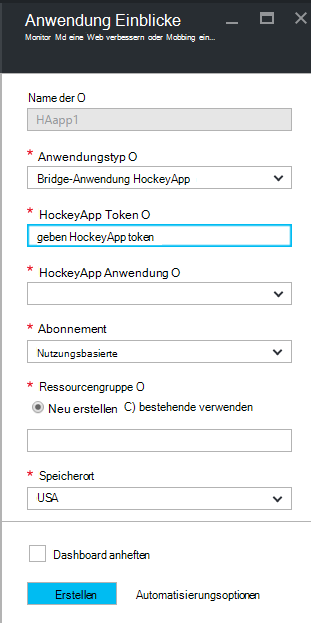 Anwendung Einblicke
Monitor Md eine Web verbessern oder Mobbing ein...
Name der O
HAapp1
* Anwendungstyp O
Bridge-Anwendung HockeyApp
* HockeyApp Token O
geben HockeyApp token
* HockeyApp Anwendung O
* Abonnement
Nutzungsbasierte
* Ressourcengruppe O
Neu erstellen C) bestehende verwenden
* Speicherort
USA
Dashboard anheften
Erstellen Automatisierungsoptionen